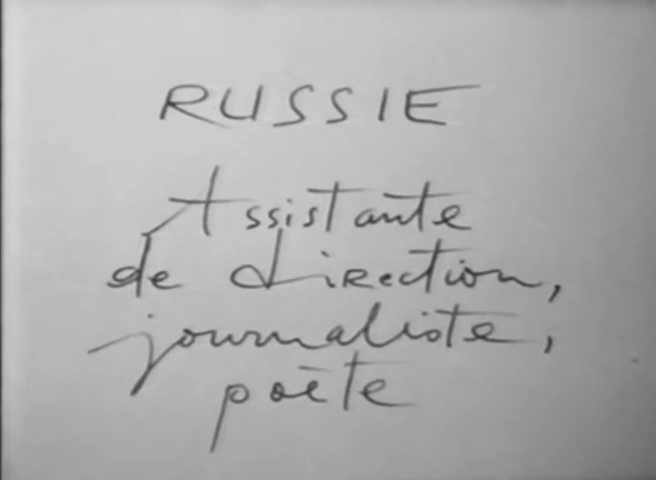 RUSSIE
Assistante
de direction,
journaliste,
poète